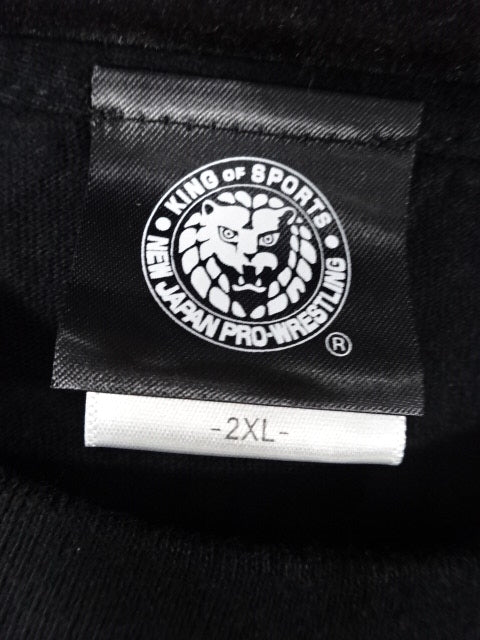 • KING OF SPORTS •
NEW JAPAN PRO-WRESTLING
®
-2XL-